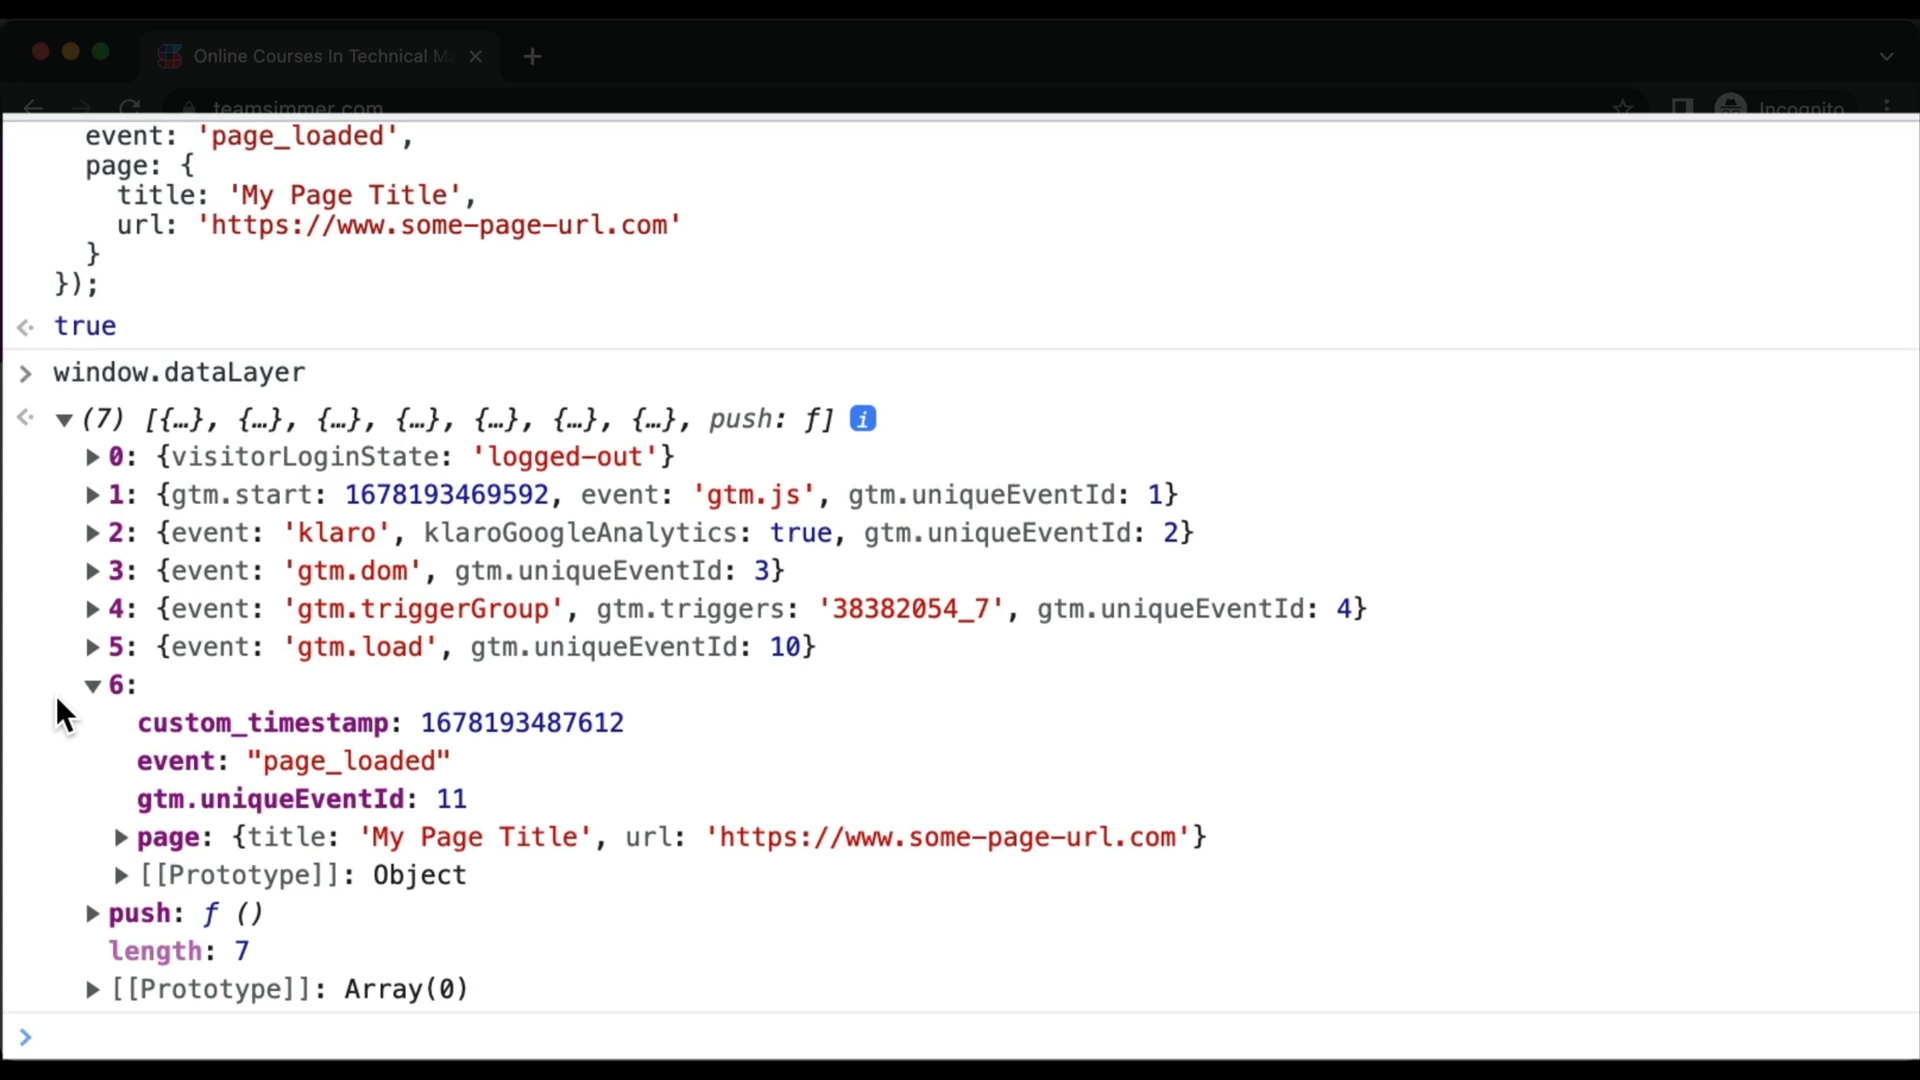 Online Courses In Technical Ma
teamsimmer.com
Incognito
event: 'page_loaded',
page: {
title: 'My Page Title',
url: 'https://www.some-page-url.com'
}
});
true
window.dataLayer
(7) [{…}, {…}, {…}, {…}, {…}, {…}, {…}, push: f] i
0: {visitorLoginState: 'logged-out'}
1: {gtm.start: 1678193469592, event: 'gtm.js', gtm.uniqueEventId: 1}
2: {event: 'klaro', klaroGoogleAnalytics: true, gtm.uniqueEventId: 2}
3: {event: 'gtm.dom', gtm.uniqueEventId: 3}
4: {event: 'gtm.triggerGroup', gtm.triggers: '38382054_7', gtm.uniqueEventId: 4}
5: {event: 'gtm.load', gtm.uniqueEventId: 10}
6:
custom_timestamp: 1678193487612
event: "page_loaded"
gtm.uniqueEventId: 11
page: {title: 'My Page Title', url: 'https://www.some-page-url.com'}
[[Prototype]]: Object
push: f ()
length: 7
[[Prototype]]: Array(0)